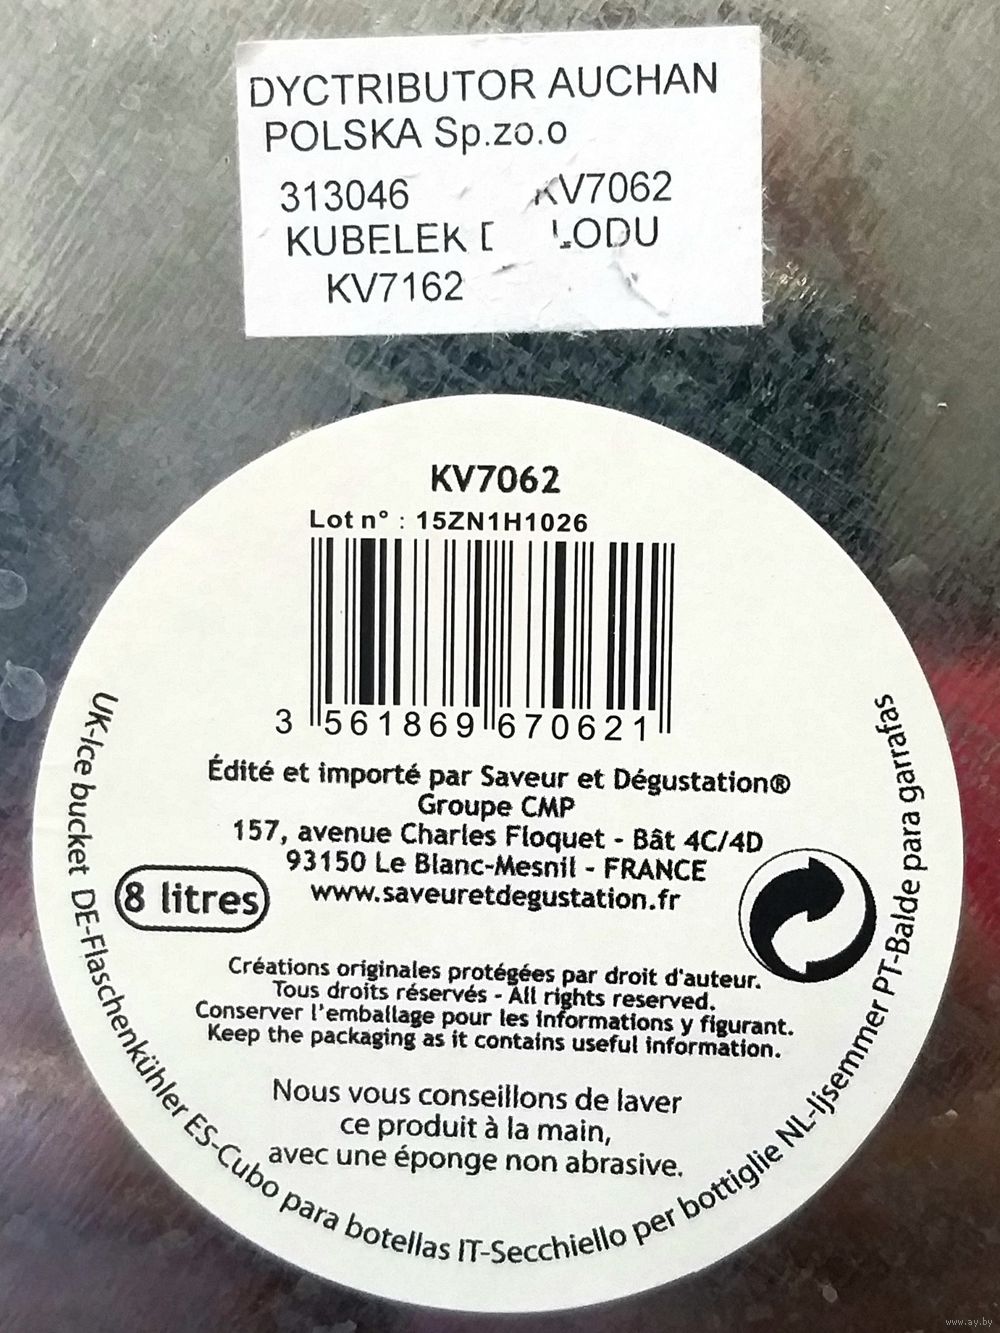 DYCTRIBUTOR AUCHAN
POLSKA Sp.zo.o
313046 KV7062
KUBELEK LODU
KV7162
KV7062
Lot n° : 15ZN1H1026
3 561869 670621
Édité et importé par Saveur et Dégustation®
Groupe CMP
157, avenue Charles Floquet - Bât 4C/4D
93150 Le Blanc-Mesnil - FRANCE
www.saveuretdegustation.fr
8 litres
Créations originales protégées par droit d'auteur.
Tous droits réservés - All rights reserved.
Conserver l'emballage pour les informations y figurant.
Keep the packaging as it contains useful information.
Nous vous conseillons de laver
ce produit à la main,
avec une éponge non abrasive.
UK-Ice bucket DE-Flaschenkühler ES-Cubo para botellas IT-Secchiello per bottiglie NL-Ijsemmer PT-Balde para garrafas
www.ay.by